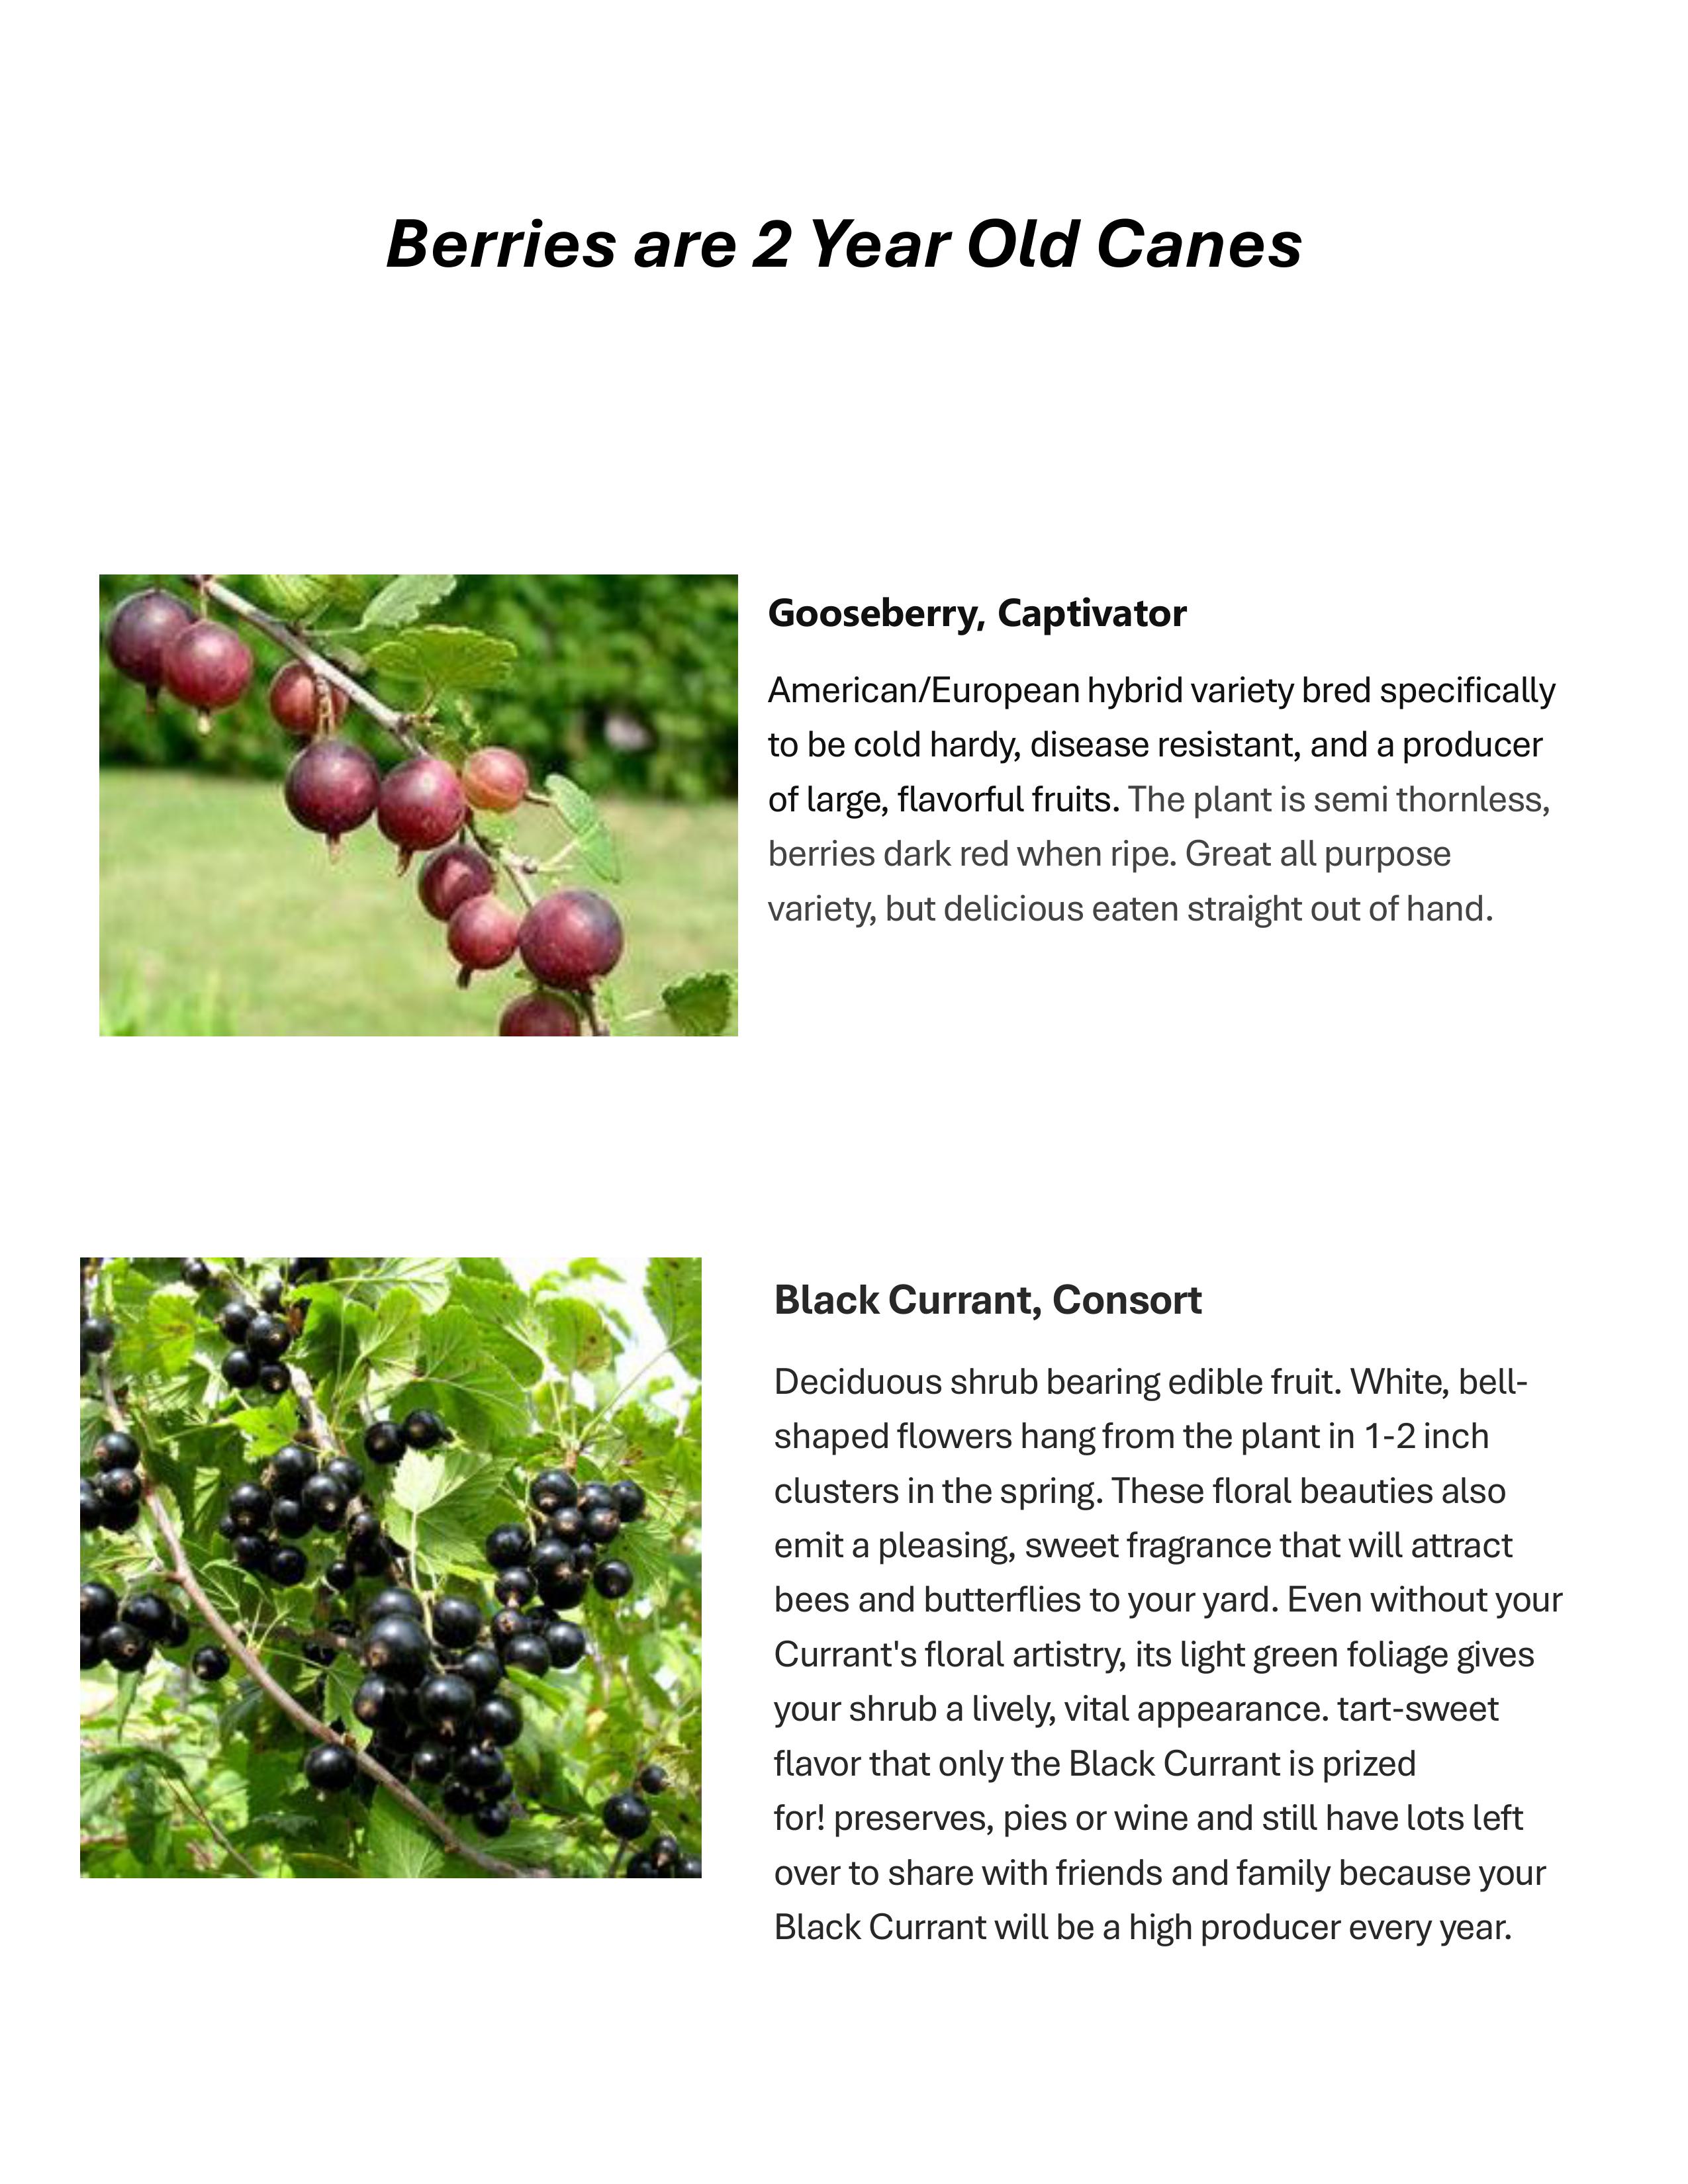 Berries are 2 Year Old Canes
Gooseberry, Captivator
American/European hybrid variety bred specifically
to be cold hardy, disease resistant, and a producer
of large, flavorful fruits. The plant is semi thornless,
berries dark red when ripe. Great all purpose
variety, but delicious eaten straight out of hand.
Black Currant, Consort
Deciduous shrub bearing edible fruit. White, bell-
shaped flowers hang from the plant in 1-2 inch
clusters in the spring. These floral beauties also
emit a pleasing, sweet fragrance that will attract
bees and butterflies to your yard. Even without your
Currant's floral artistry, its light green foliage gives
your shrub a lively, vital appearance. tart-sweet
flavor that only the Black Currant is prized
for! preserves, pies or wine and still have lots left
over to share with friends and family because your
Black Currant will be a high producer every year.